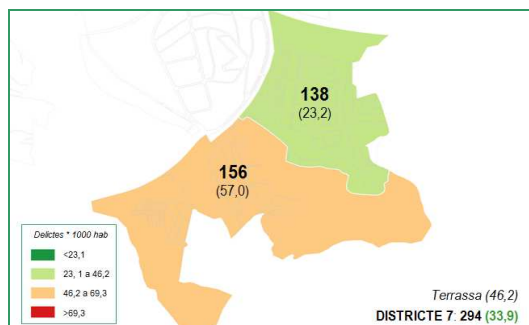 138
(23,2)
156
(57,0)
Delictes * 1000 hab
<23,1
23, 1 a 46,2
46,2 a 69,3
>69,3
Terrassa (46,2)
DISTRICTE 7: 294 (33,9)